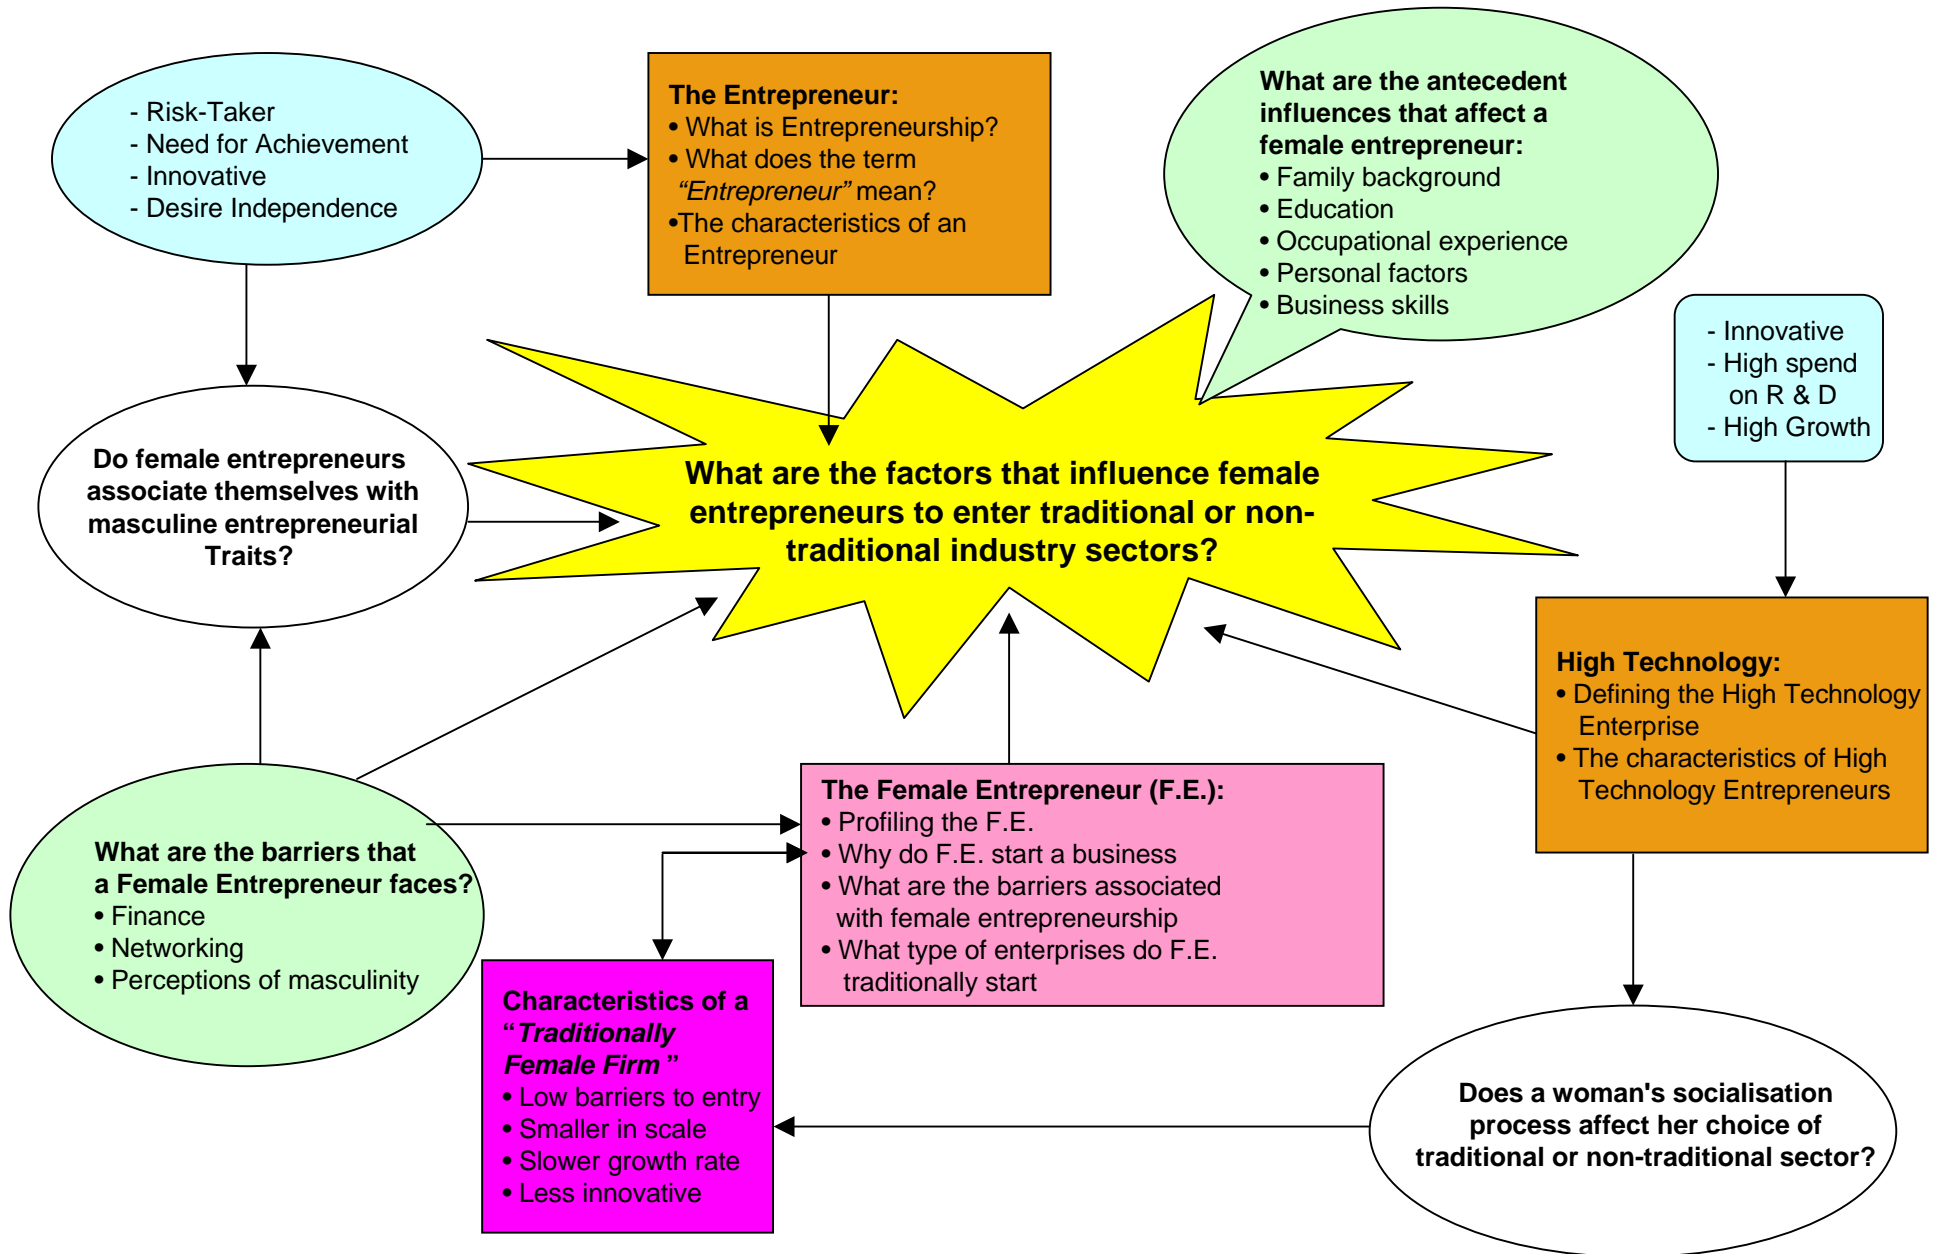 - Risk-Taker
- Need for Achievement
- Innovative
- Desire Independence
The Entrepreneur:
• What is Entrepreneurship?
• What does the term
“Entrepreneur” mean?
•The characteristics of an
Entrepreneur
What are the antecedent
influences that affect a
female entrepreneur:
• Family background
• Education
• Occupational experience
• Personal factors
• Business skills
- Innovative
- High spend
on R & D
- High Growth
Do female entrepreneurs
associate themselves with
masculine entrepreneurial
Traits?
What are the factors that influence female
entrepreneurs to enter traditional or non-
traditional industry sectors?
High Technology:
• Defining the High Technology
Enterprise
• The characteristics of High
Technology Entrepreneurs
What are the barriers that
a Female Entrepreneur faces?
• Finance
• Networking
• Perceptions of masculinity
The Female Entrepreneur (F.E.):
• Profiling the F.E.
• Why do F.E. start a business
• What are the barriers associated
with female entrepreneurship
• What type of enterprises do F.E.
traditionally start
Characteristics of a
“Traditionally
Female Firm ”
• Low barriers to entry
• Smaller in scale
• Slower growth rate
• Less innovative
Does a woman's socialisation
process affect her choice of
traditional or non-traditional sector?